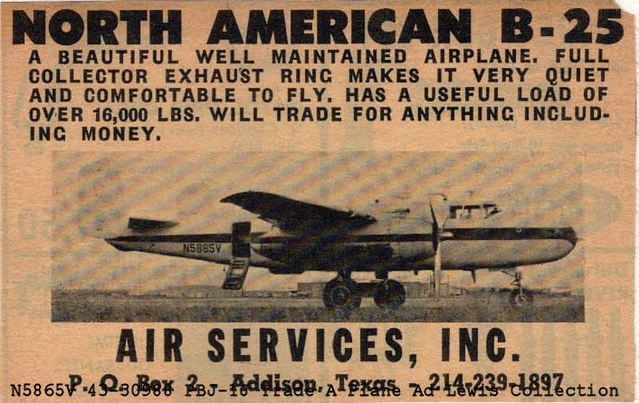 NORTH AMERICAN B-25
A BEAUTIFUL WELL MAINTAINED AIRPLANE. FULL
COLLECTOR EXHAUST RING MAKES IT VERY QUIET
AND COMFORTABLE TO FLY. HAS A USEFUL LOAD OF
OVER 16,000 LBS. WILL TRADE FOR ANYTHING INCLUD-
ING MONEY.
N5865V
AIR SERVICES, INC.
P. O. Box 2 - Addison, Texas - 214-239-1897
N5865V 43-30986 PBJ-1J Trade A Plane Ad Lewis Collection